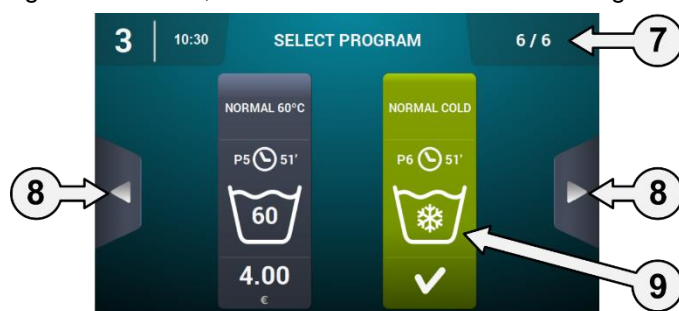 3 10:30 SELECT PROGRAM 6 / 6 7
NORMAL 60ºC NORMAL COLD
P5 51' P6 51'
8 8
60
9
4.00
€